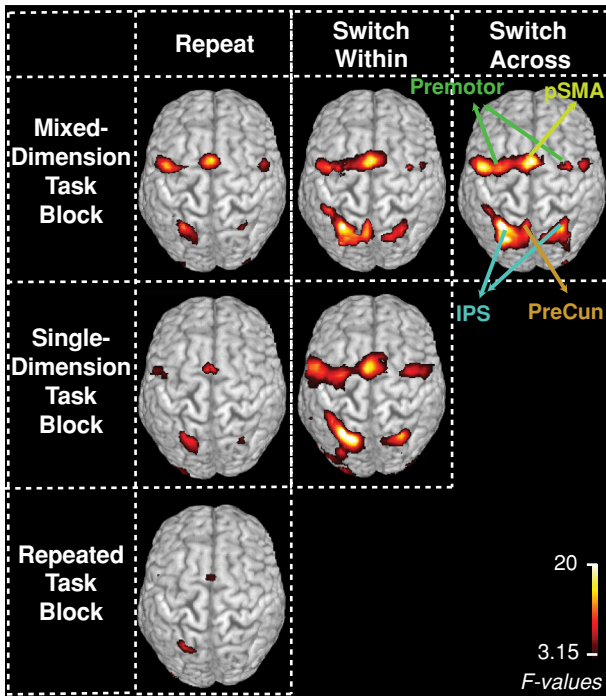 Repeat
Switch
Within
Switch
Across
Premotor
pSMA
Mixed-
Dimension
Task
Block
IPS
PreCun
Single-
Dimension
Task
Block
Repeated
Task
Block
20
3.15
F-values